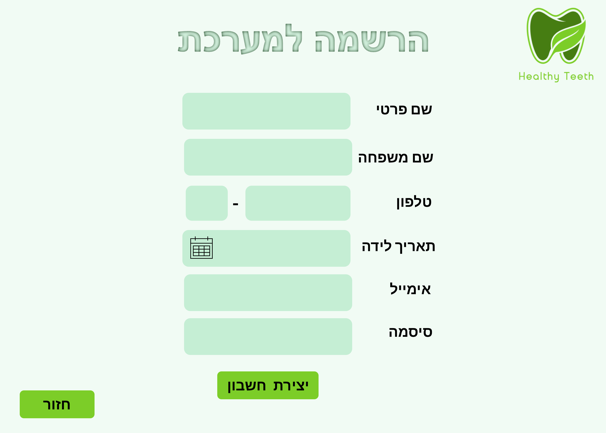 הרשמה למערכת
Healthy Teeth
שם פרטי
שם משפחה
טלפון
-
תאריך לידה
אימייל
סיסמה
יצירת חשבון
חזור